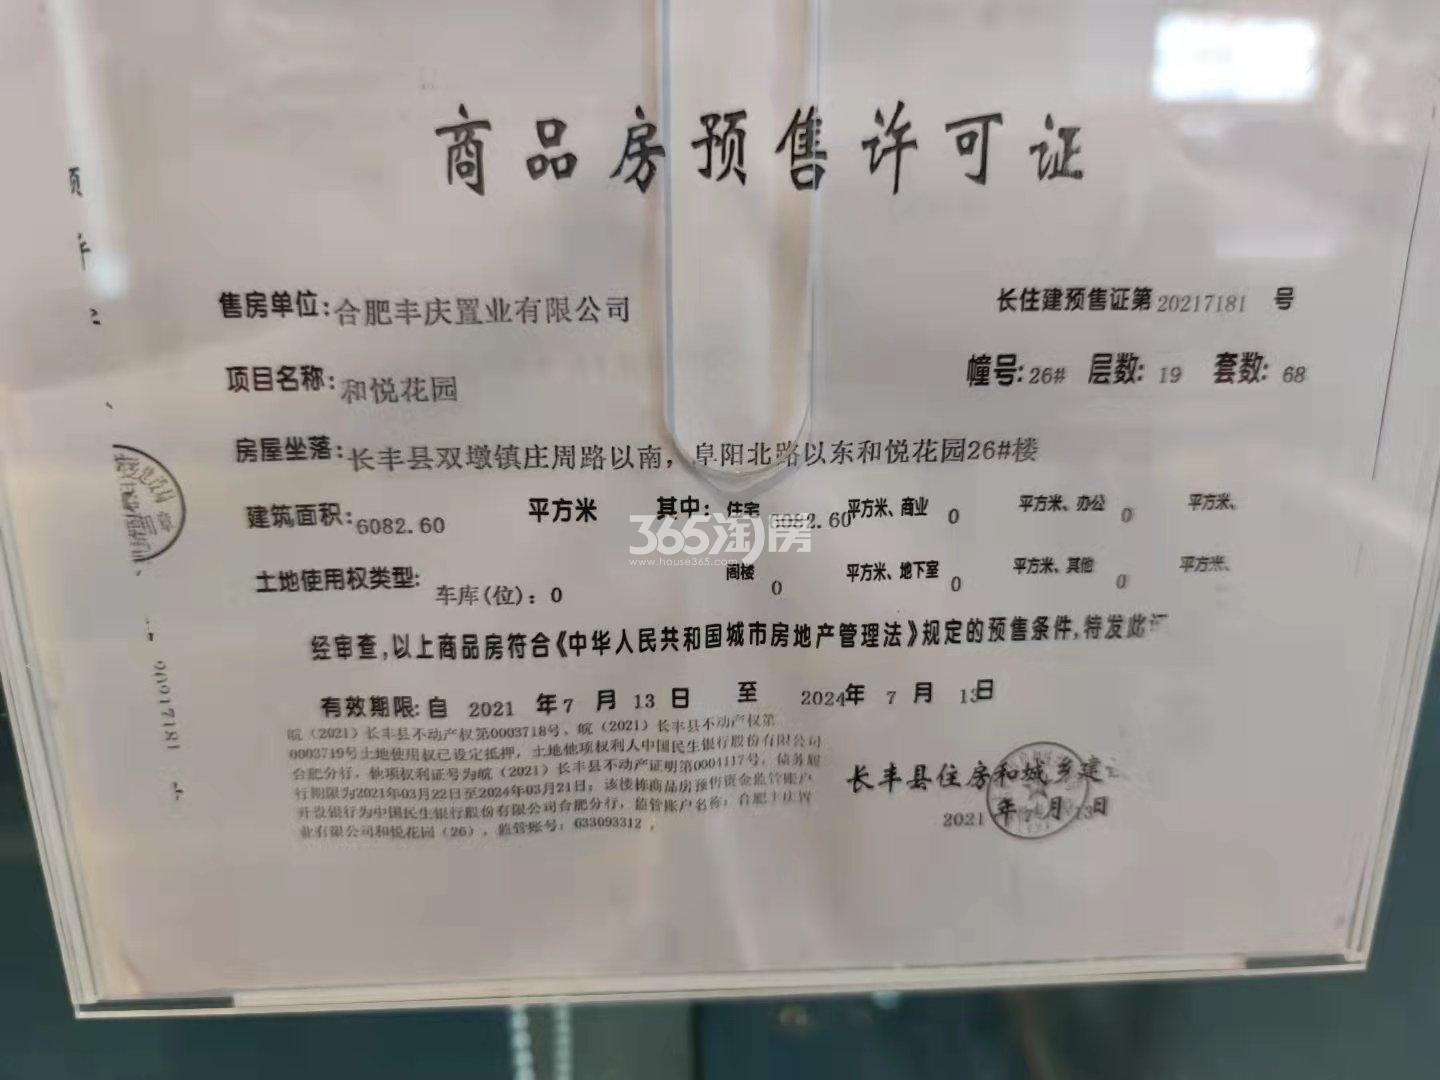 商品房预售许可证
售房单位:合肥丰庆置业有限公司 长住建预售证第20217181 号
项目名称:和悦花园 幢号:26# 层数:19 套数:68
房屋坐落:长丰县双墩镇庄周路以南，阜阳北路以东和悦花园26#楼
建筑面积:6082.60 平方米 其中:住宅 6082.60 平方米、商业 0 平方米、办公 0 平方米、
土地使用权类型: 车库(位):0 阁楼 0 平方米、地下室 0 平方米、其他 0 平方米、
经审查,以上商品房符合《中华人民共和国城市房地产管理法》规定的预售条件,特发此
有效期限:自 2021 年 7 月 13 日 至 2024年 7 月 13日
皖（2021）长丰县不动产权第0003718号、皖（2021）长丰县不动产权第
0003719号土地使用权已设定抵押，土地他项权利人中国民生银行股份有限公司
合肥分行，他项权利证号为皖（2021）长丰县不动产证明第0004117号，债务履
行期限为2021年03月22日至2024年03月21日；该楼栋商品房预售资金监管账户
开设银行为中国民生银行股份有限公司合肥分行，监管账户名称：合肥丰庆置
业有限公司和悦花园（26），监管账号：633093312，
长丰县住房和城乡建
2021 年 7 月 13日
20217181
365淘房
www.house365.com